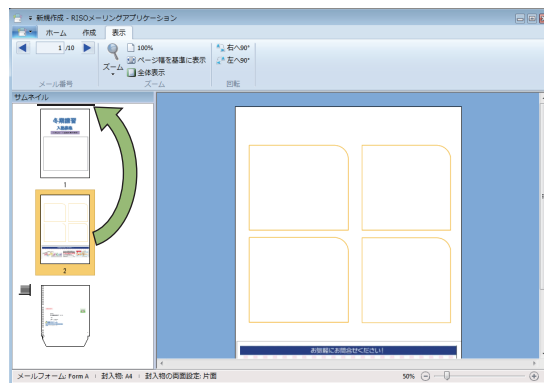 新規作成 - RISOメーリングアプリケーション
ホーム 作成 表示
1 /10
ズーム
100%
ページ幅を基準に表示
全体表示
右へ90°
左へ90°
メール番号 ズーム 回転
サムネイル
冬期講習
1
2
お気軽にお問合せください!
メールフォーム: Form A 封入物: A4 封入物の両面設定: 片面
50%